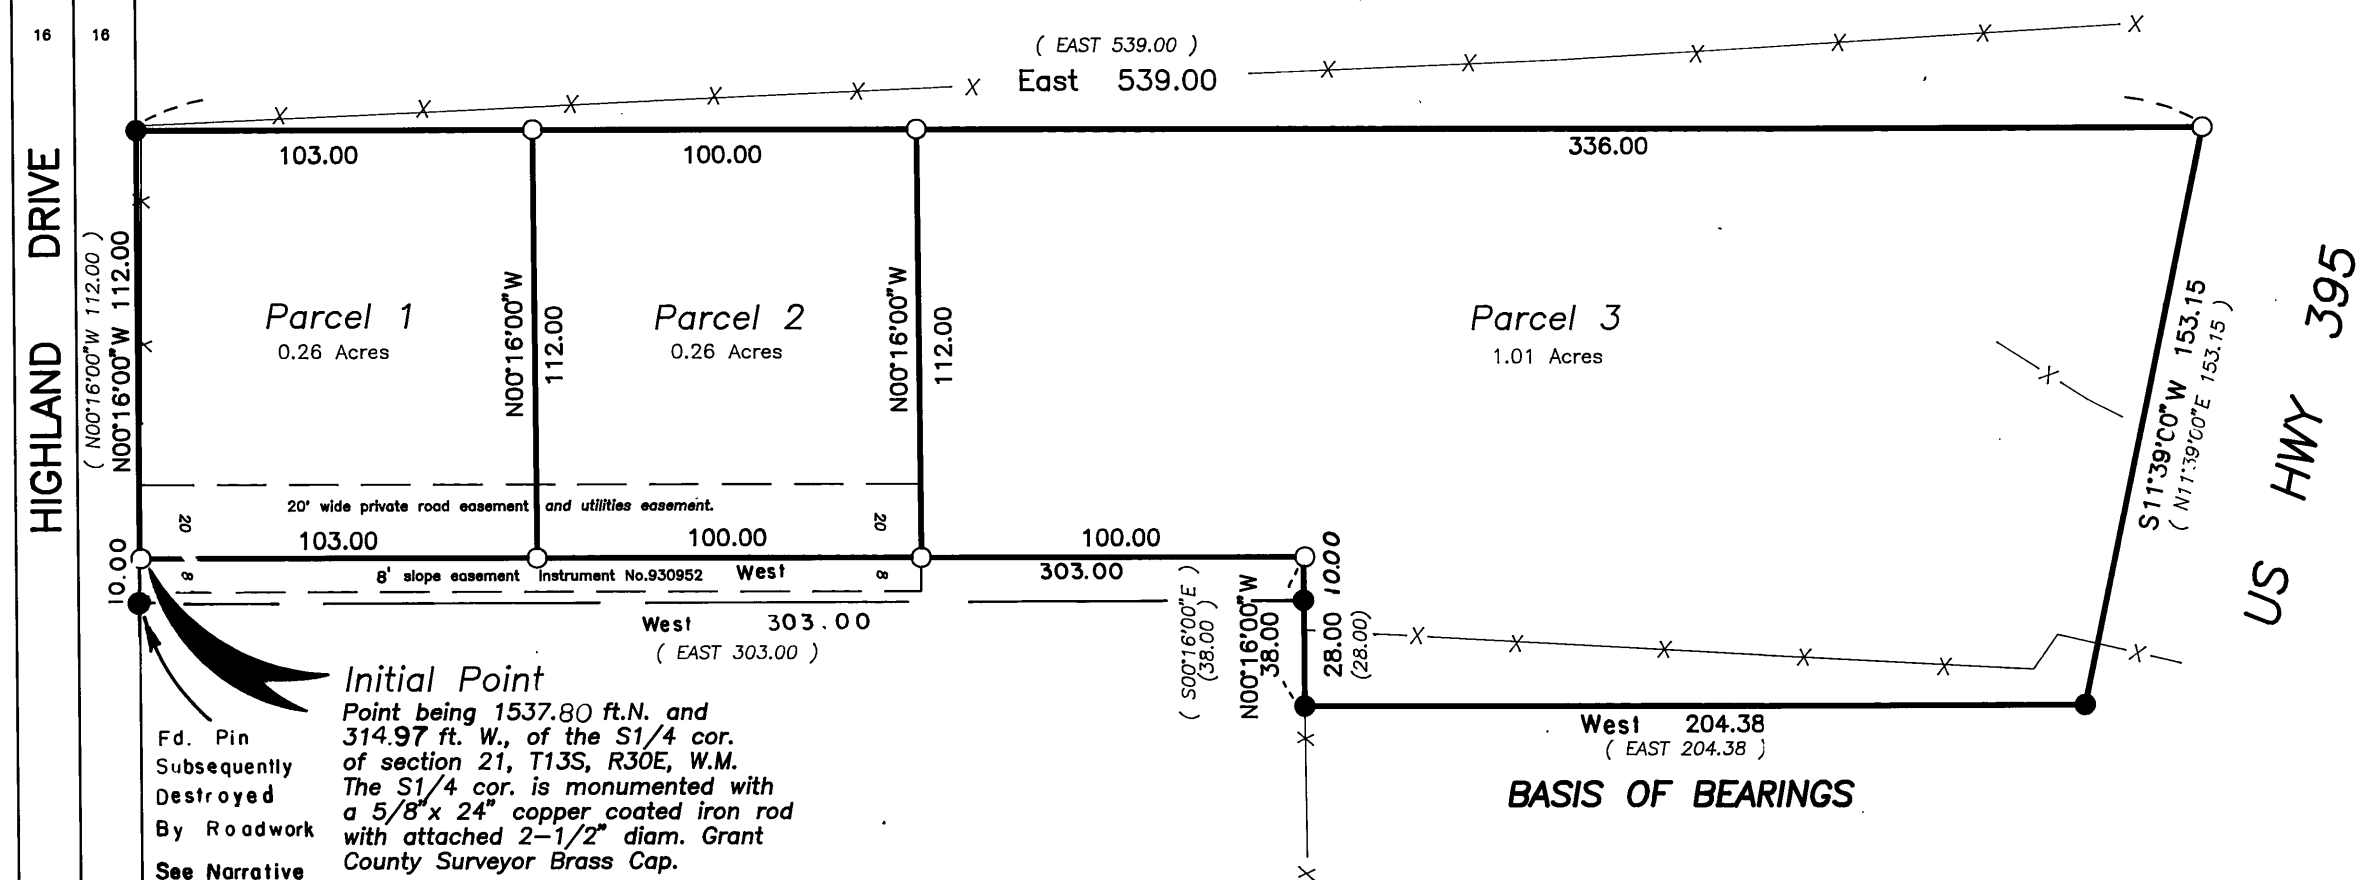 16
16
HIGHLAND DRIVE
( EAST 539.00 )
East 539.00
103.00
100.00
336.00
( N00°16'00"W 112.00 )
N00°16'00"W 112.00
Parcel 1
0.26 Acres
N00°16'00"W
112.00
Parcel 2
0.26 Acres
N00°16'00"W
112.00
Parcel 3
1.01 Acres
S11°39'00"W 153.15
( N11°39'00"E 153.15 )
US HWY 395
20' wide private road easement and utilities easement.
20
20
103.00
100.00
100.00
10.00
8
8' slope easement Instrument No.930952
West
8
303.00
10.00
West 303.00
( EAST 303.00 )
( S00°16'00"E )
(38.00 )
N00°16'00"W
38.00
28.00
(28.00)
West 204.38
( EAST 204.38 )
BASIS OF BEARINGS
Initial Point
Point being 1537.80 ft.N. and
314.97 ft. W., of the S1/4 cor.
of section 21, T13S, R30E, W.M.
The S1/4 cor. is monumented with
a 5/8"x 24" copper coated iron rod
with attached 2-1/2" diam. Grant
County Surveyor Brass Cap.
Fd. Pin
Subsequently
Destroyed
By Roadwork
See Narrative